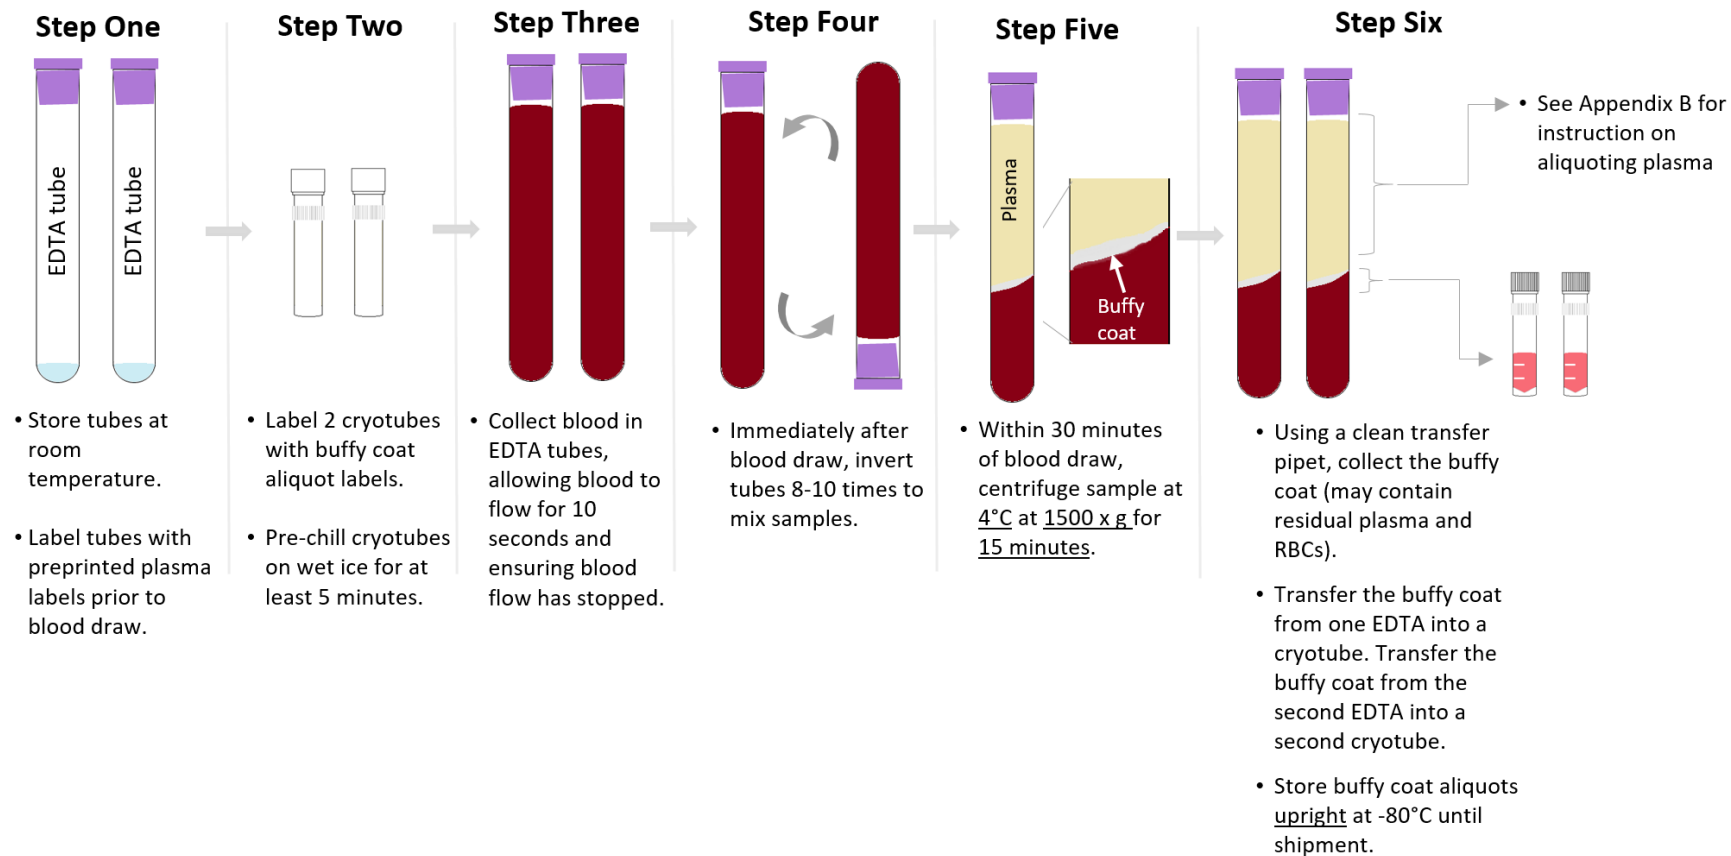 Step One
EDTA tube
EDTA tube
• Store tubes at
room
temperature.
• Label tubes with
preprinted plasma
labels prior to
blood draw.
Step Two
• Label 2 cryotubes
with buffy coat
aliquot labels.
• Pre-chill cryotubes
on wet ice for at
least 5 minutes.
Step Three
• Collect blood in
EDTA tubes,
allowing blood to
flow for 10
seconds and
ensuring blood
flow has stopped.
Step Four
• Immediately after
blood draw, invert
tubes 8-10 times to
mix samples.
Step Five
Plasma
Buffy
coat
• Within 30 minutes
of blood draw,
centrifuge sample at
4°C at 1500 x g for
15 minutes.
Step Six
• See Appendix B for
instruction on
aliquoting plasma
• Using a clean transfer
pipet, collect the buffy
coat (may contain
residual plasma and
RBCs).
• Transfer the buffy coat
from one EDTA into a
cryotube. Transfer the
buffy coat from the
second EDTA into a
second cryotube.
• Store buffy coat aliquots
upright at -80°C until
shipment.